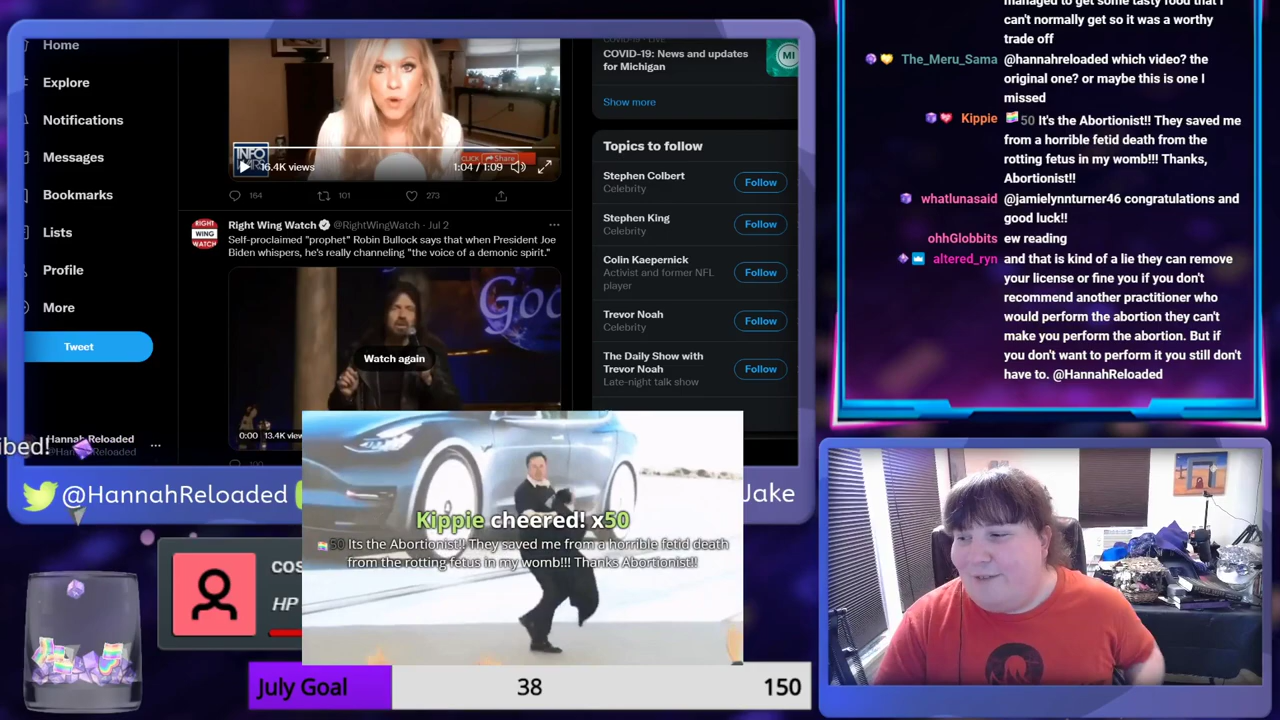 Home
Explore
Notifications
Messages
Bookmarks
Lists
Profile
More
Tweet
Hannah Reloaded
INFO
WARS
16.4K views
CLICK Share
1:04 / 1:09
164
101
273
Right Wing Watch @RightWingWatch · Jul 2
Self-proclaimed "prophet" Robin Bullock says that when President Joe
Biden whispers, he's really channeling "the voice of a demonic spirit."
RIGHT
WING
WATCH
Watch again
0:00 13.4K view
COVID-19: News and updates
for Michigan
MI
Show more
Topics to follow
Stephen Colbert
Celebrity
Follow
Stephen King
Celebrity
Follow
Colin Kaepernick
Activist and former NFL
player
Follow
Trevor Noah
Celebrity
Follow
The Daily Show with
Trevor Noah
Late-night talk show
Follow
managed to get some tasty food that I
can't normally get so it was a worthy
trade off
The_Meru_Sama @hannahreloaded which video? the
original one? or maybe this is one I
missed
Kippie 50 It's the Abortionist!! They saved me
from a horrible fetid death from the
rotting fetus in my womb!!! Thanks,
Abortionist!!
whatlunasaid @jamielynnturner46 congratulations and
good luck!!
ohhGlobbits ew reading
altered_ryn and that is kind of a lie they can remove
your license or fine you if you don't
recommend another practitioner who
would perform the abortion they can't
make you perform the abortion. But if
you don't want to perform it you still don't
have to. @HannahReloaded
ibed!
@HannahReloaded
Jake
Kippie cheered! x50
50 Its the Abortionist!! They saved me from a horrible fetid death
from the rotting fetus in my womb!!! Thanks Abortionist!!
cos
HP
July Goal 38 150